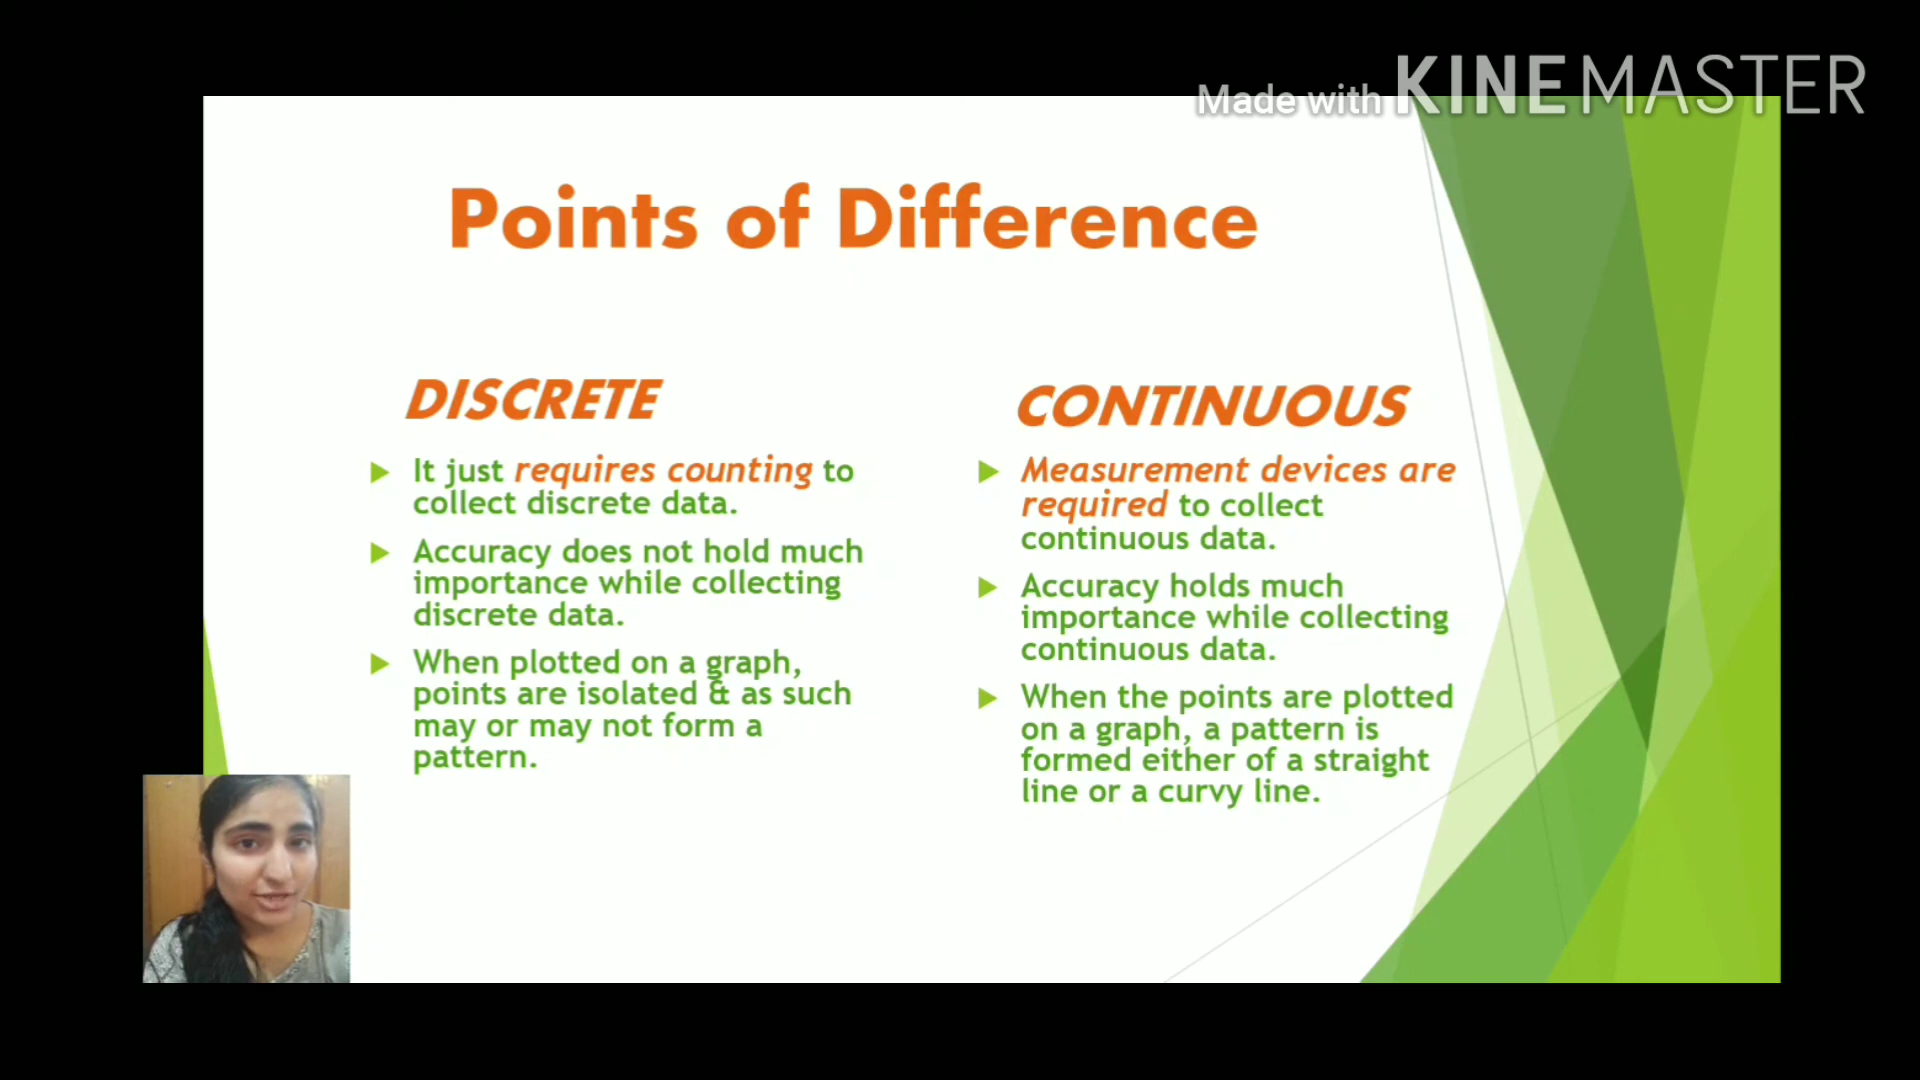 Made with KINEMASTER
Points of Difference
DISCRETE
It just requires counting to
collect discrete data.
Accuracy does not hold much
importance while collecting
discrete data.
When plotted on a graph,
points are isolated & as such
may or may not form a
pattern.
CONTINUOUS
Measurement devices are
required to collect
continuous data.
Accuracy holds much
importance while collecting
continuous data.
When the points are plotted
on a graph, a pattern is
formed either of a straight
line or a curvy line.